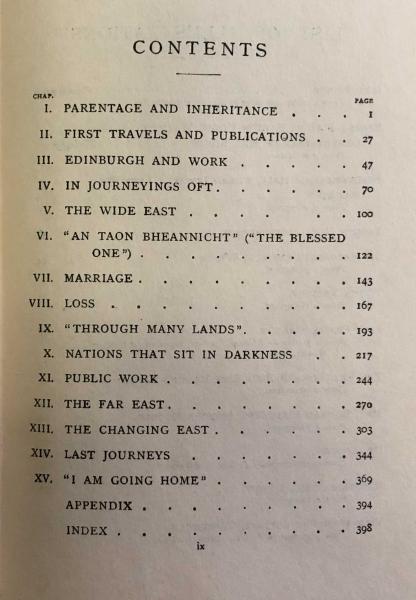 CONTENTS
CHAP. PAGE
I. PARENTAGE AND INHERITANCE . . . 1
II. FIRST TRAVELS AND PUBLICATIONS . . 27
III. EDINBURGH AND WORK . . . . . 47
IV. IN JOURNEYINGS OFT . . . . . . 70
V. THE WIDE EAST . . . . . . 100
VI. "AN TAON BHEANNICHT" ("THE BLESSED
ONE") . . . . . . . . . 122
VII. MARRIAGE . . . . . . . . . 143
VIII. LOSS . . . . . . . . . 167
IX. "THROUGH MANY LANDS" . . . . . 193
X. NATIONS THAT SIT IN DARKNESS . . 217
XI. PUBLIC WORK . . . . . . . . 244
XII. THE FAR EAST . . . . . . . . 270
XIII. THE CHANGING EAST . . . . . . 303
XIV. LAST JOURNEYS . . . . . . . 344
XV. "I AM GOING HOME" . . . . . . 369
APPENDIX . . . . . . . . . 394
INDEX . . . . . . . . . . 398
ix